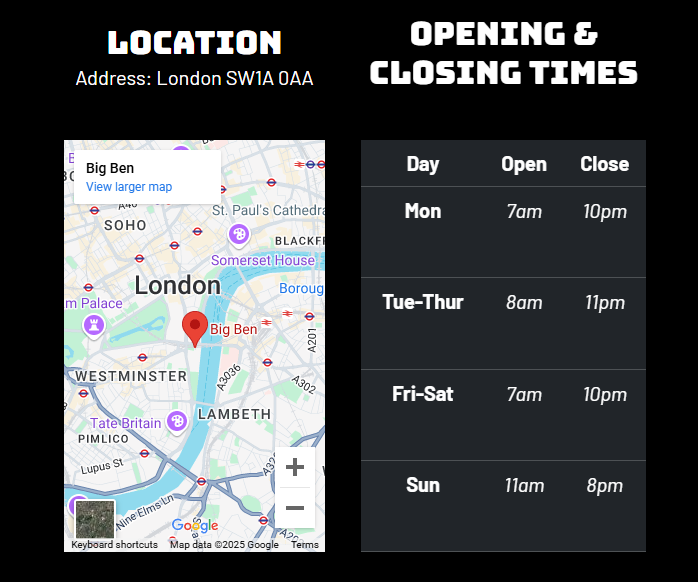 LOCATION
Address: London SW1A 0AA
Big Ben
View larger map
A40
SOHO
St. Paul's Cathedra
BLACKF
Somerset House
London
Boroug
m Palace
Big Ben
A201
WESTMINSTER
A3036
A302
LAMBETH
Tate Britain
PIMLICO
Lupus St
Nine Elms Ln
Google
Keyboard shortcuts Map data ©2025 Google Terms
OPENING &
CLOSING TIMES
Day Open Close
Mon 7am 10pm
Tue-Thur 8am 11pm
Fri-Sat 7am 10pm
Sun 11am 8pm